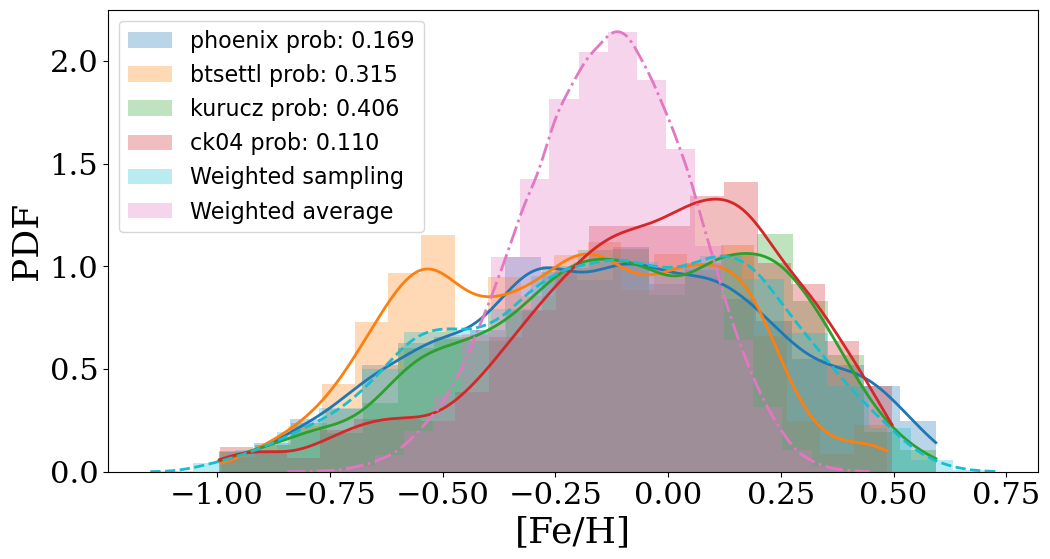 phoenix prob: 0.169
btsettl prob: 0.315
kurucz prob: 0.406
ck04 prob: 0.110
Weighted sampling
Weighted average
PDF
2.0
1.5
1.0
0.5
0.0
−1.00 −0.75 −0.50 −0.25 0.00 0.25 0.50 0.75
[Fe/H]